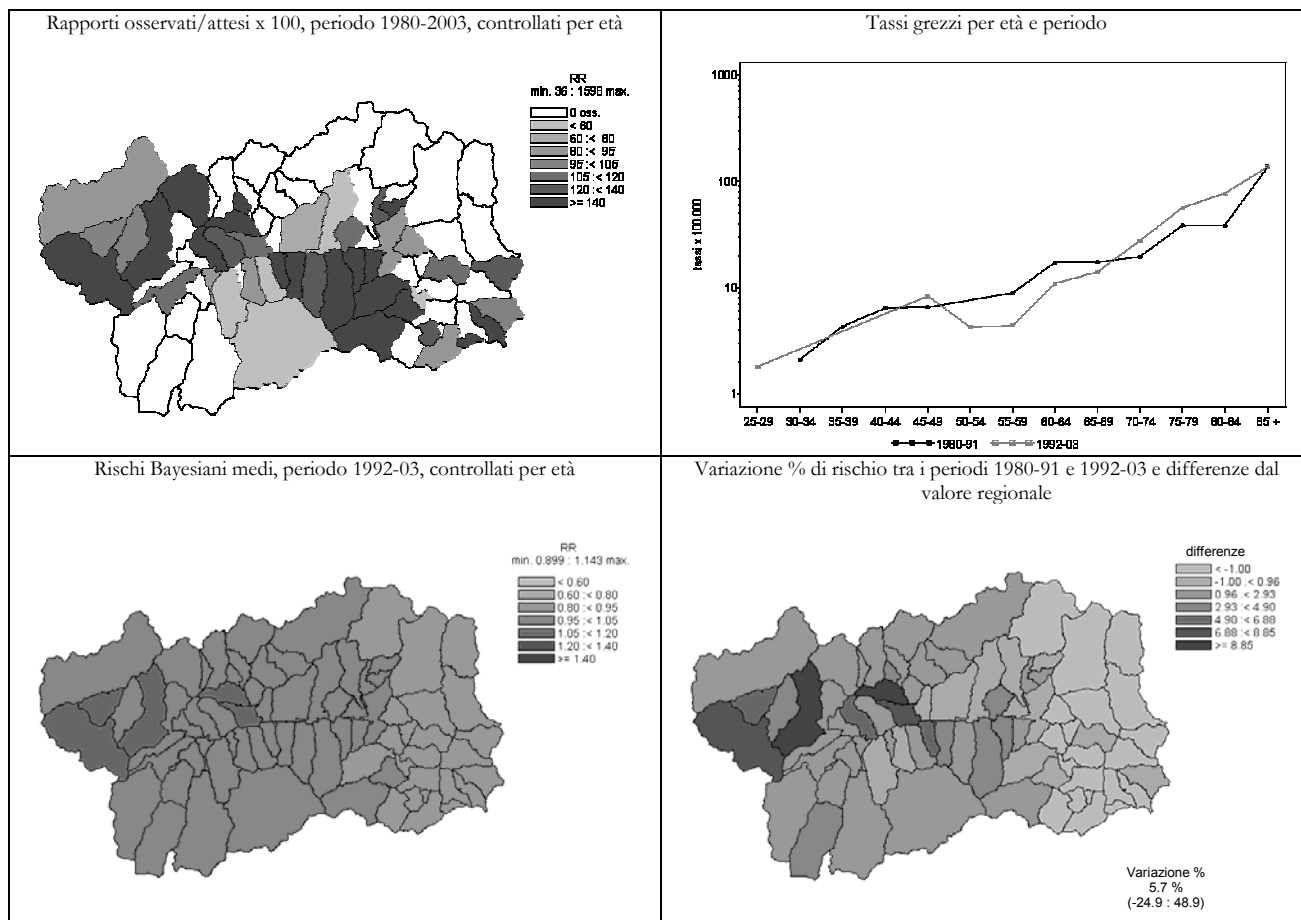 Rapporti osservati/attesi x 100, periodo 1980-2003, controllati per età
RR
min. 36 : 1598 max.
0 oss.
< 60
60 :< 80
80 :< 95
95 :< 105
105 :< 120
120 :< 140
>= 140
Tassi grezzi per età e periodo
1000
100
10
1
tassi x 100.000
25-29 30-34 35-39 40-44 45-49 50-54 55-59 60-64 65-69 70-74 75-79 80-84 85 +
1980-91 1992-03
Rischi Bayesiani medi, periodo 1992-03, controllati per età
RR
min. 0.899 : 1.143 max.
< 0.60
0.60 :< 0.80
0.80 :< 0.95
0.95 :< 1.05
1.05 :< 1.20
1.20 :< 1.40
>= 1.40
Variazione % di rischio tra i periodi 1980-91 e 1992-03 e differenze dal
valore regionale
differenze
< -1.00
-1.00 :< 0.96
0.96 :< 2.93
2.93 :< 4.90
4.90 :< 6.88
6.88 :< 8.85
>= 8.85
Variazione %
5.7 %
(-24.9 : 48.9)